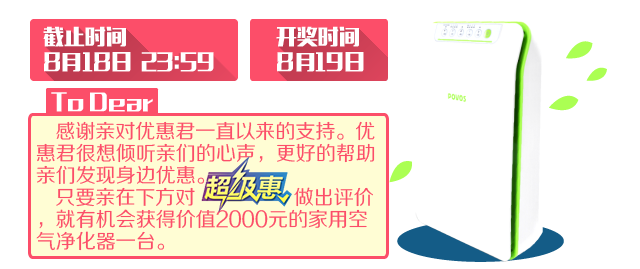 截止时间
8月18日 23:59
开奖时间
8月19日
To Dear
感谢亲对优惠君一直以来的支持。优
惠君很想倾听亲们的心声，更好的帮助
亲们发现身边优惠。
只要亲在下方对 超级惠 做出评价
，就有机会获得价值2000元的家用空
气净化器一台。